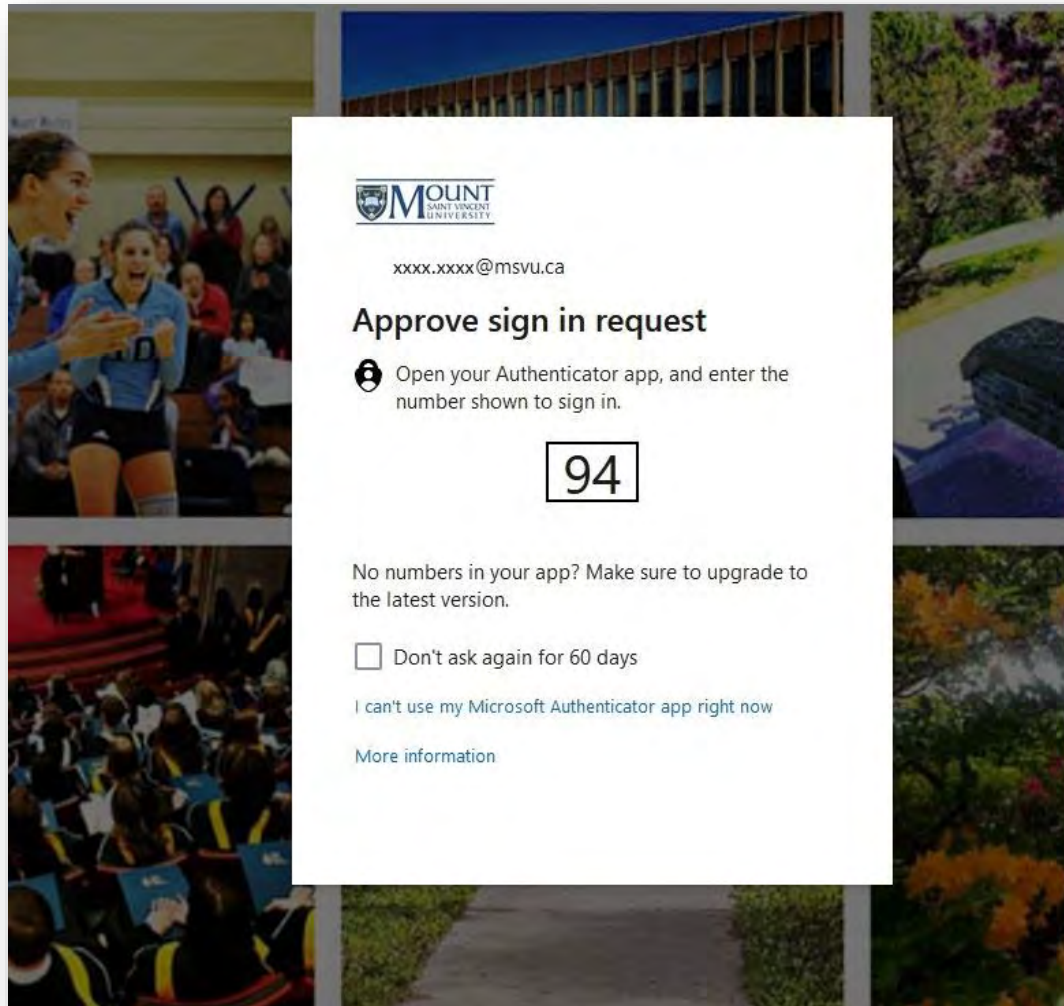 MOUNT
SAINT VINCENT
UNIVERSITY
xxxx.xxxx@msvu.ca
Approve sign in request
Open your Authenticator app, and enter the
number shown to sign in.
94
No numbers in your app? Make sure to upgrade to
the latest version.
Don't ask again for 60 days
I can't use my Microsoft Authenticator app right now
More information